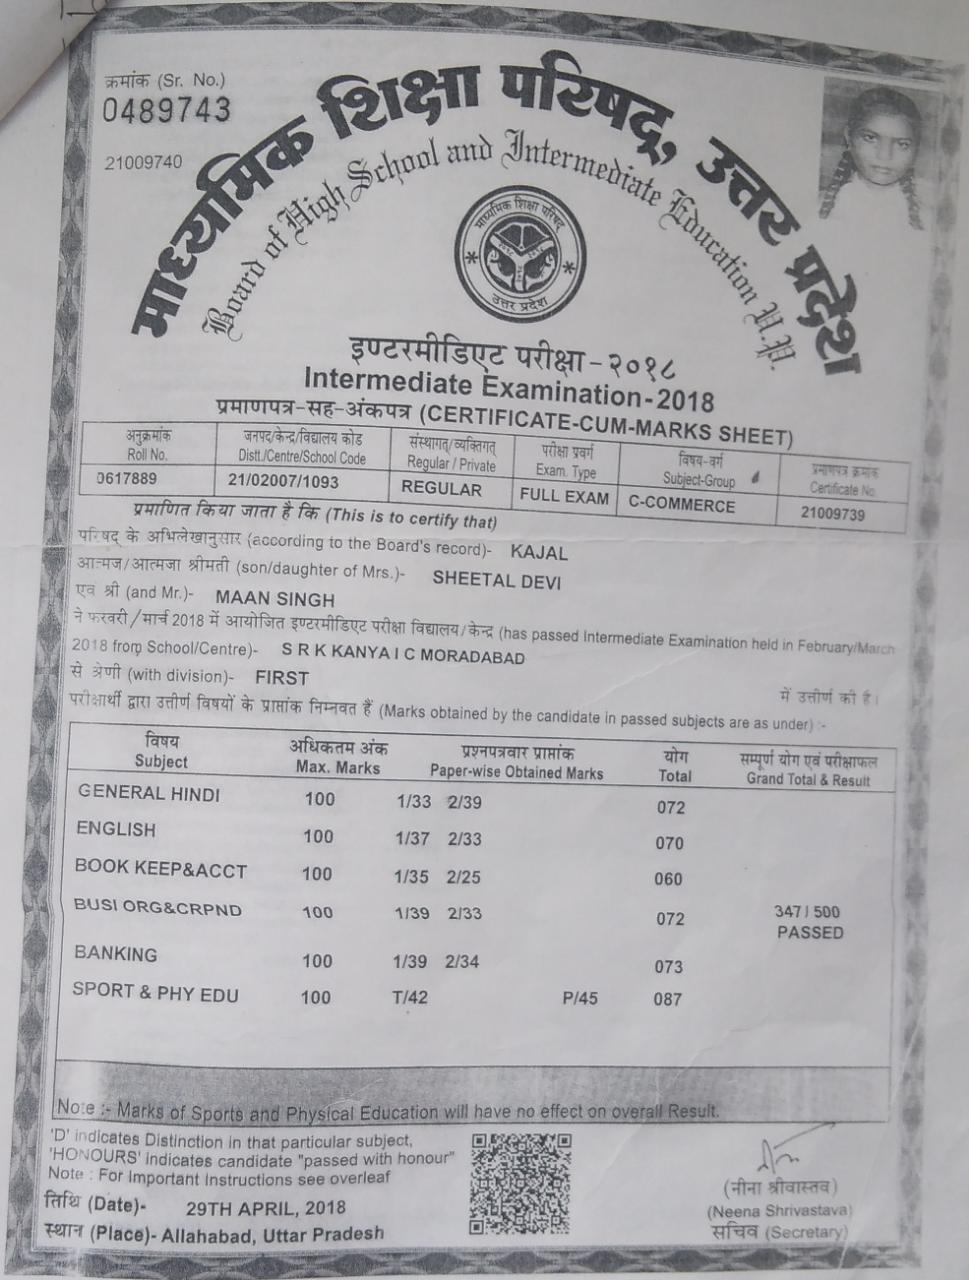 क्रमांक (Sr. No.)
0489743
21009740
माध्यमिक शिक्षा परिषद्, उत्तर प्रदेश
Board of High School and Intermediate Education U.P.
माध्यमिक शिक्षा परिषद्
उत्तर प्रदेश
इण्टरमीडिएट परीक्षा - २०१८
Intermediate Examination - 2018
प्रमाणपत्र-सह-अंकपत्र (CERTIFICATE-CUM-MARKS SHEET)
अनुक्रमांक जनपद/केन्द्र/विद्यालय कोड संस्थागत्/व्यक्तिगत् परीक्षा प्रवर्ग विषय-वर्ग प्रमाणपत्र क्रमांक
Roll No. Distt./Centre/School Code Regular / Private Exam. Type Subject-Group Certificate No.
0617889 21/02007/1093 REGULAR FULL EXAM C-COMMERCE 21009739
प्रमाणित किया जाता है कि (This is to certify that)
परिषद् के अभिलेखानुसार (according to the Board's record)- KAJAL
आत्मज/आत्मजा श्रीमती (son/daughter of Mrs.)- SHEETAL DEVI
एवं श्री (and Mr.)- MAAN SINGH
ने फरवरी/मार्च 2018 में आयोजित इण्टरमीडिएट परीक्षा विद्यालय/केन्द्र (has passed Intermediate Examination held in February/March
2018 from School/Centre)- S R K KANYA I C MORADABAD
से श्रेणी (with division)- FIRST में उत्तीर्ण की है।
परीक्षार्थी द्वारा उत्तीर्ण विषयों के प्राप्तांक निम्नवत हैं (Marks obtained by the candidate in passed subjects are as under) :-
विषय अधिकतम अंक प्रश्नपत्रवार प्राप्तांक योग सम्पूर्ण योग एवं परीक्षाफल
Subject Max. Marks Paper-wise Obtained Marks Total Grand Total & Result
GENERAL HINDI 100 1/33 2/39 072
ENGLISH 100 1/37 2/33 070
BOOK KEEP&ACCT 100 1/35 2/25 060
BUSI ORG&CRPND 100 1/39 2/33 072 347/500
PASSED
BANKING 100 1/39 2/34 073
SPORT & PHY EDU 100 T/42 P/45 087
Note :- Marks of Sports and Physical Education will have no effect on overall Result.
'D' indicates Distinction in that particular subject,
'HONOURS' indicates candidate "passed with honour"
Note : For Important Instructions see overleaf
तिथि (Date)- 29TH APRIL, 2018
स्थान (Place)- Allahabad, Uttar Pradesh
(नीना श्रीवास्तव)
(Neena Shrivastava)
सचिव (Secretary)